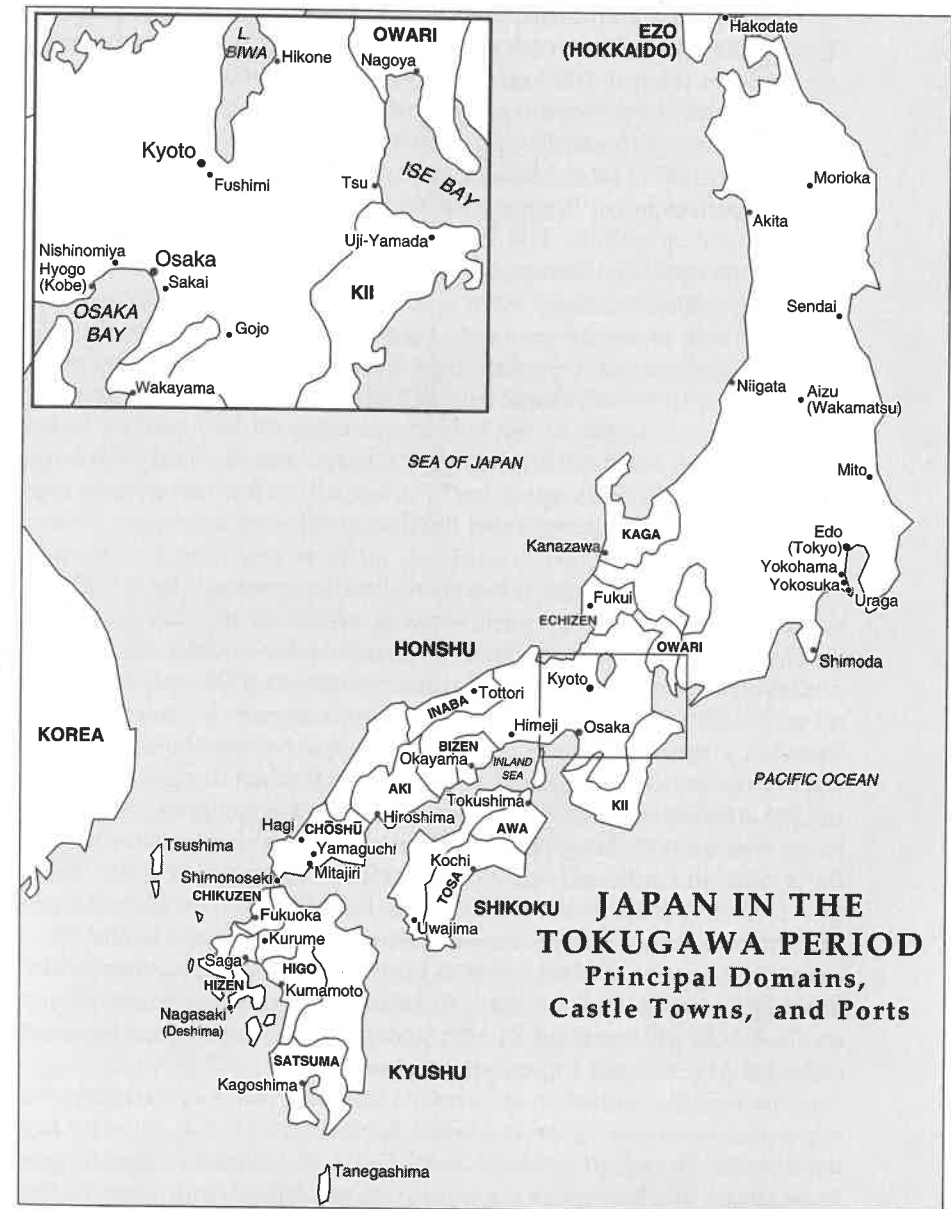 L.
BIWA
Hikone
OWARI
Nagoya
Kyoto
Fushimi
Tsu
ISE BAY
Uji-Yamada
Nishinomiya
Hyogo
(Kobe)
Osaka
Sakai
KII
OSAKA
BAY
Gojo
Wakayama
EZO
(HOKKAIDO)
Hakodate
Morioka
Akita
Sendai
Niigata
Aizu
(Wakamatsu)
SEA OF JAPAN
Mito
KAGA
Kanazawa
Edo
(Tokyo)
Yokohama
Yokosuka
Uraga
Fukui
ECHIZEN
HONSHU
OWARI
Shimoda
Kyoto
Tottori
INABA
KOREA
Himeji
Osaka
BIZEN
Okayama
INLAND
SEA
PACIFIC OCEAN
AKI
Tokushima
KII
Hiroshima
AWA
Hagi
CHŌSHŪ
Tsushima
Yamaguchi
Kochi
Mitajiri
TOSA
Shimonoseki
CHIKUZEN
SHIKOKU
Fukuoka
Uwajima
Kurume
Saga
HIGO
HIZEN
Kumamoto
Nagasaki
(Deshima)
SATSUMA
KYUSHU
Kagoshima
Tanegashima
JAPAN IN THE
TOKUGAWA PERIOD
Principal Domains,
Castle Towns, and Ports